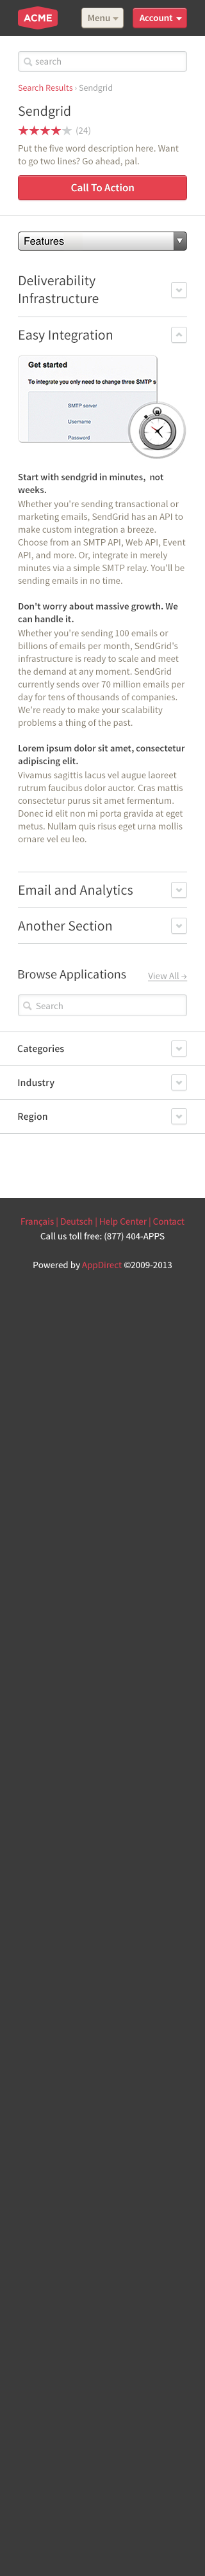 ACME Menu Account
search
Search Results › Sendgrid
Sendgrid
(24)
Put the five word description here. Want
to go two lines? Go ahead, pal.
Call To Action
Features
Deliverability
Infrastructure
Easy Integration
Get started
To integrate you only need to change three SMTP s
SMTP server
Username
Password
Start with sendgrid in minutes, not
weeks.
Whether you're sending transactional or
marketing emails, SendGrid has an API to
make custom integration a breeze.
Choose from an SMTP API, Web API, Event
API, and more. Or, integrate in merely
minutes via a simple SMTP relay. You'll be
sending emails in no time.
Don't worry about massive growth. We
can handle it.
Whether you're sending 100 emails or
billions of emails per month, SendGrid's
infrastructure is ready to scale and meet
the demand at any moment. SendGrid
currently sends over 70 million emails per
day for tens of thousands of companies.
We're ready to make your scalability
problems a thing of the past.
Lorem ipsum dolor sit amet, consectetur
adipiscing elit.
Vivamus sagittis lacus vel augue laoreet
rutrum faucibus dolor auctor. Cras mattis
consectetur purus sit amet fermentum.
Donec id elit non mi porta gravida at eget
metus. Nullam quis risus eget urna mollis
ornare vel eu leo.
Email and Analytics
Another Section
Browse Applications View All →
Search
Categories
Industry
Region
Français | Deutsch | Help Center | Contact
Call us toll free: (877) 404-APPS
Powered by AppDirect ©2009-2013